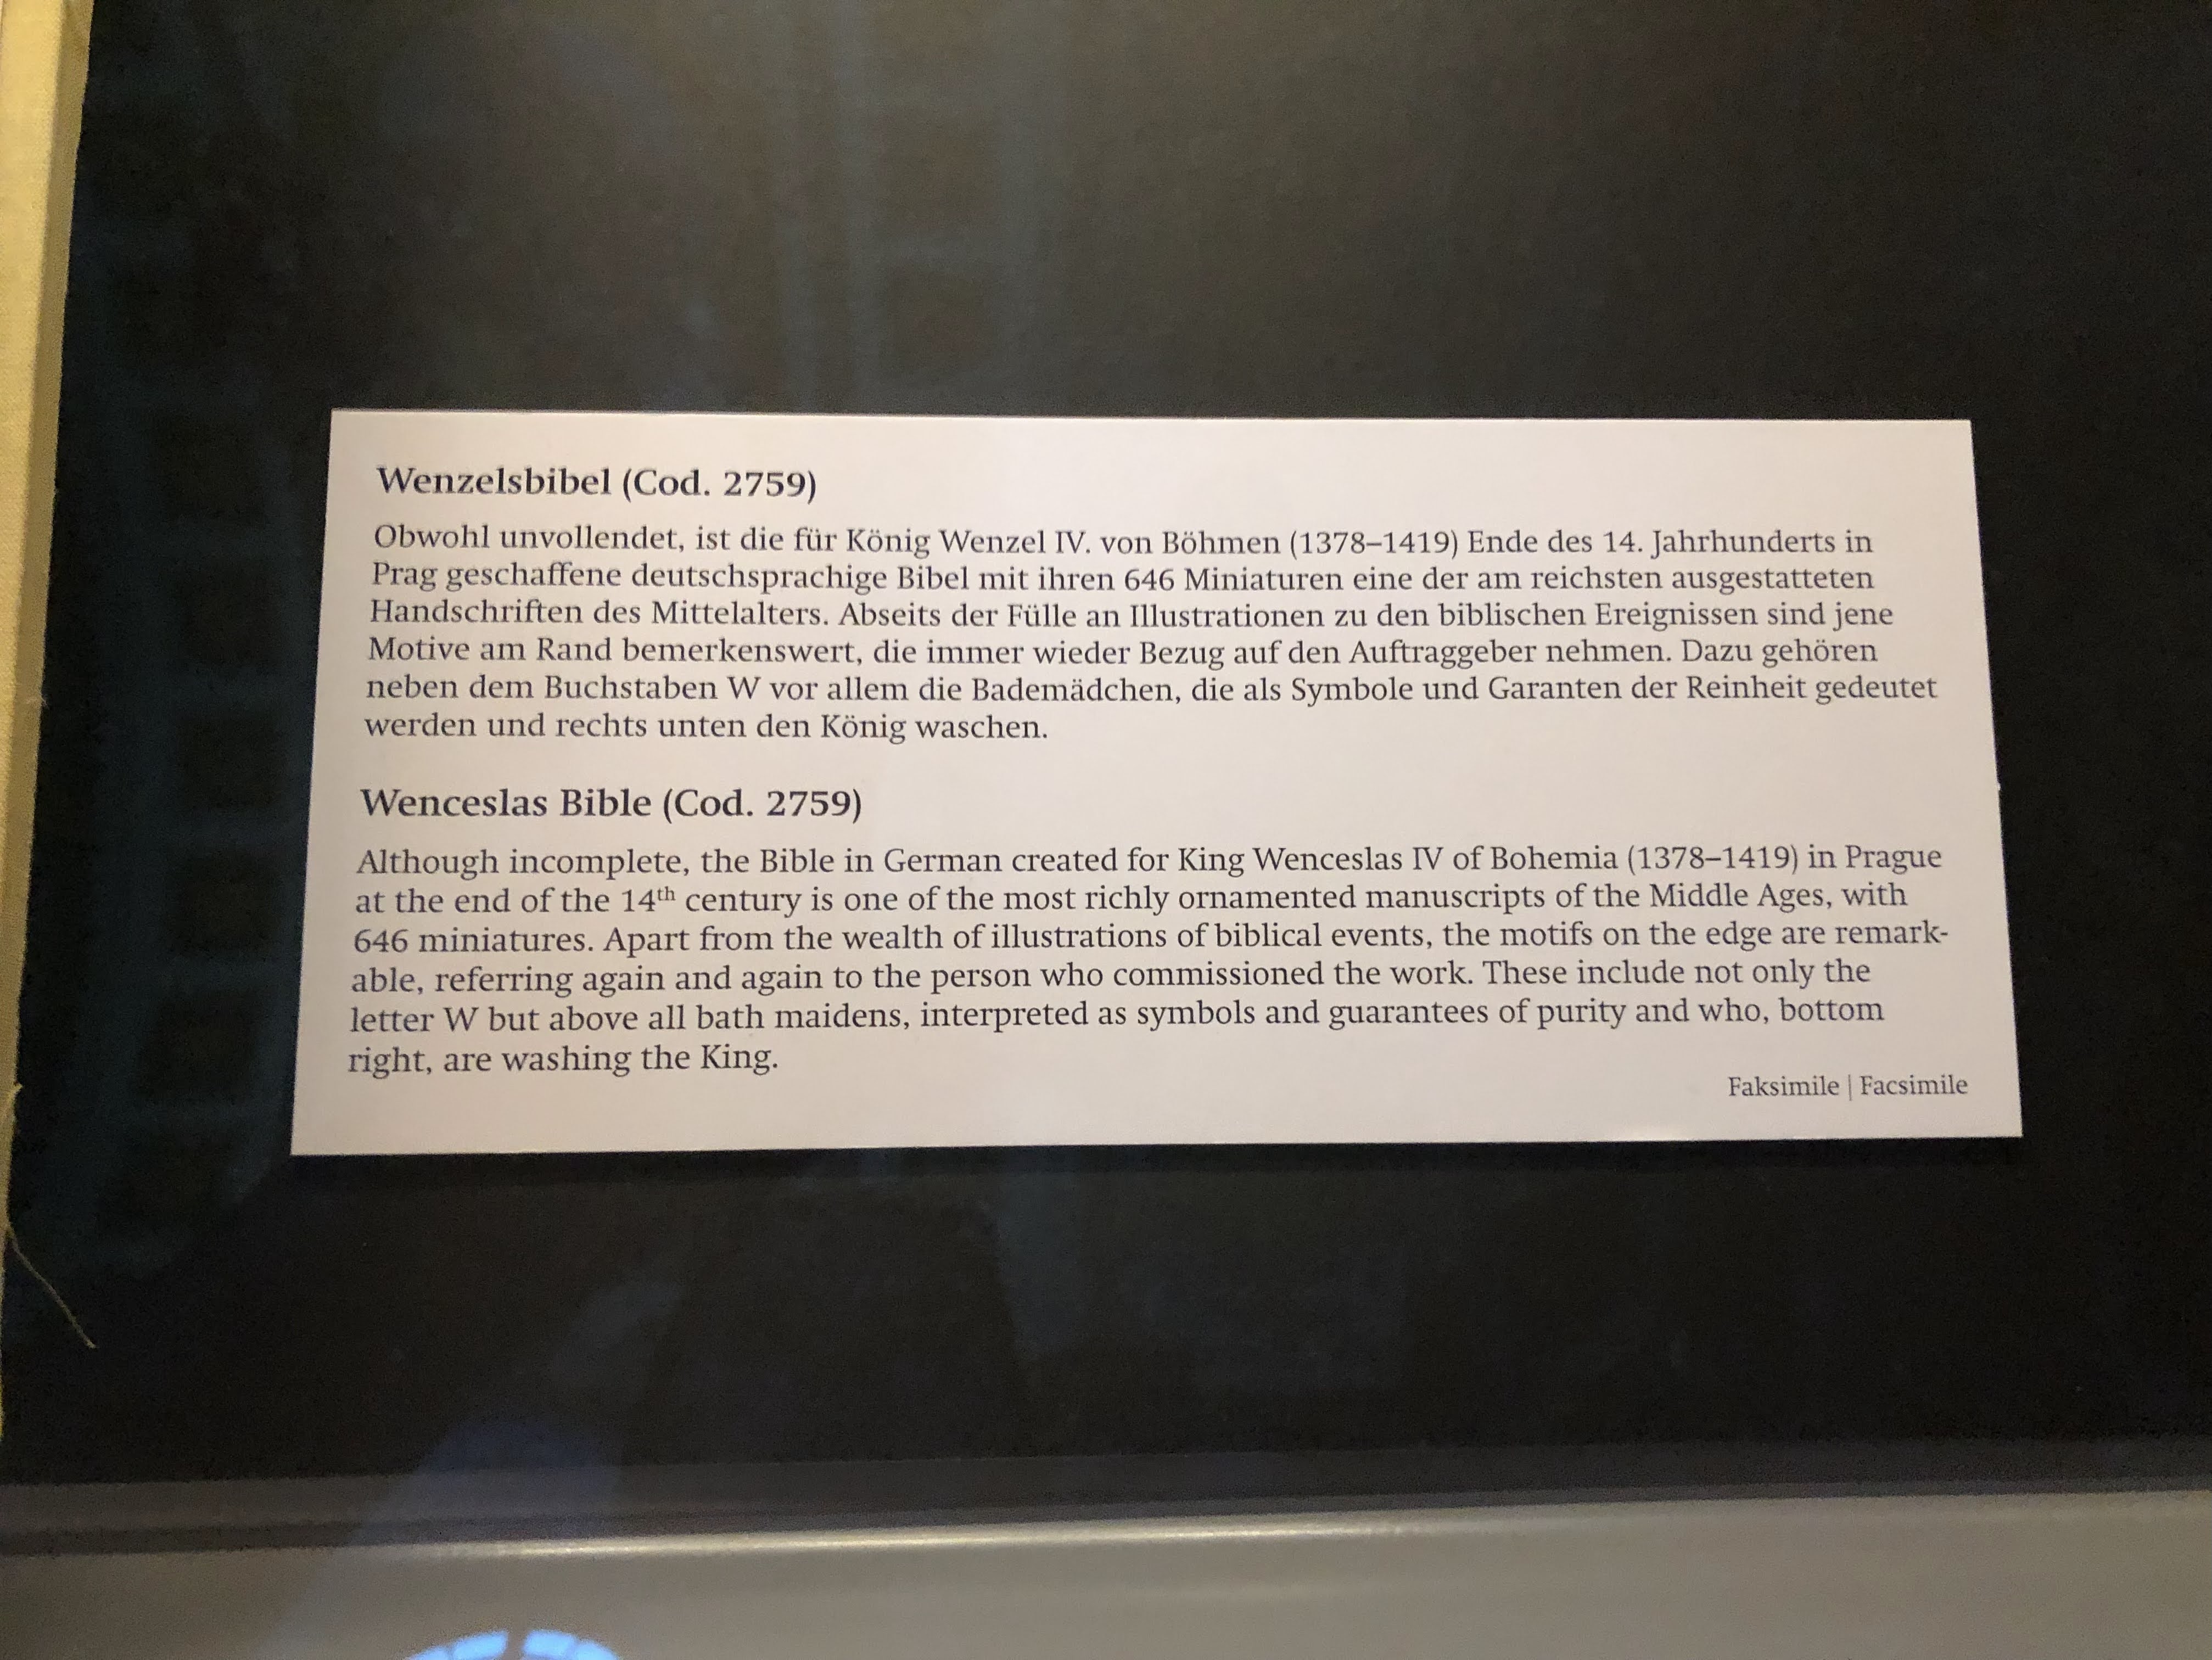 Wenzelsbibel (Cod. 2759)
Obwohl unvollendet, ist die für König Wenzel IV. von Böhmen (1378–1419) Ende des 14. Jahrhunderts in
Prag geschaffene deutschsprachige Bibel mit ihren 646 Miniaturen eine der am reichsten ausgestatteten
Handschriften des Mittelalters. Abseits der Fülle an Illustrationen zu den biblischen Ereignissen sind jene
Motive am Rand bemerkenswert, die immer wieder Bezug auf den Auftraggeber nehmen. Dazu gehören
neben dem Buchstaben W vor allem die Bademädchen, die als Symbole und Garanten der Reinheit gedeutet
werden und rechts unten den König waschen.
Wenceslas Bible (Cod. 2759)
Although incomplete, the Bible in German created for King Wenceslas IV of Bohemia (1378–1419) in Prague
at the end of the 14th century is one of the most richly ornamented manuscripts of the Middle Ages, with
646 miniatures. Apart from the wealth of illustrations of biblical events, the motifs on the edge are remark-
able, referring again and again to the person who commissioned the work. These include not only the
letter W but above all bath maidens, interpreted as symbols and guarantees of purity and who, bottom
right, are washing the King.
Faksimile | Facsimile